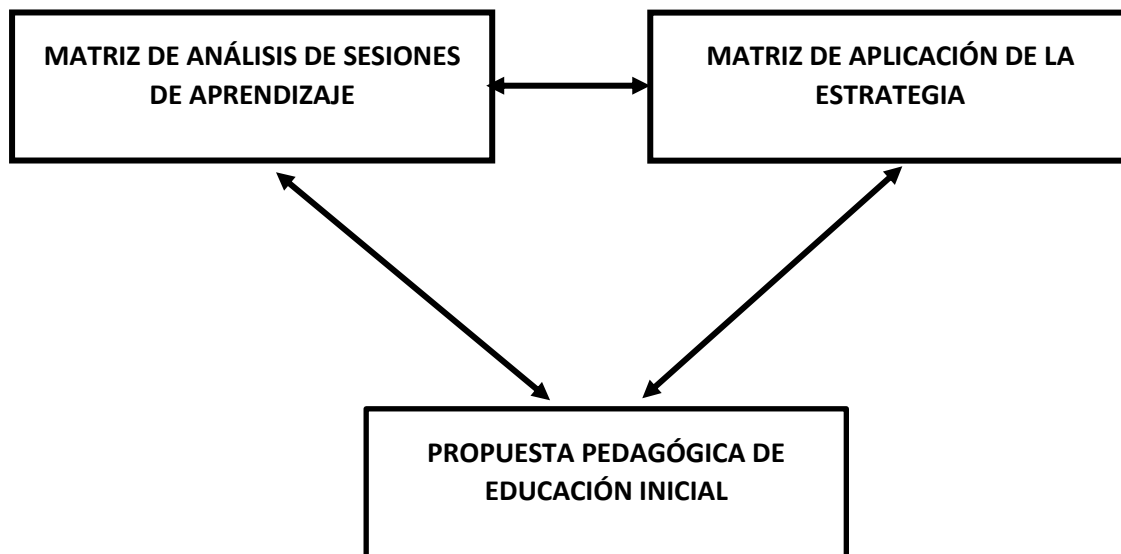 MATRIZ DE ANÁLISIS DE SESIONES
DE APRENDIZAJE
MATRIZ DE APLICACIÓN DE LA
ESTRATEGIA
PROPUESTA PEDAGÓGICA DE
EDUCACIÓN INICIAL